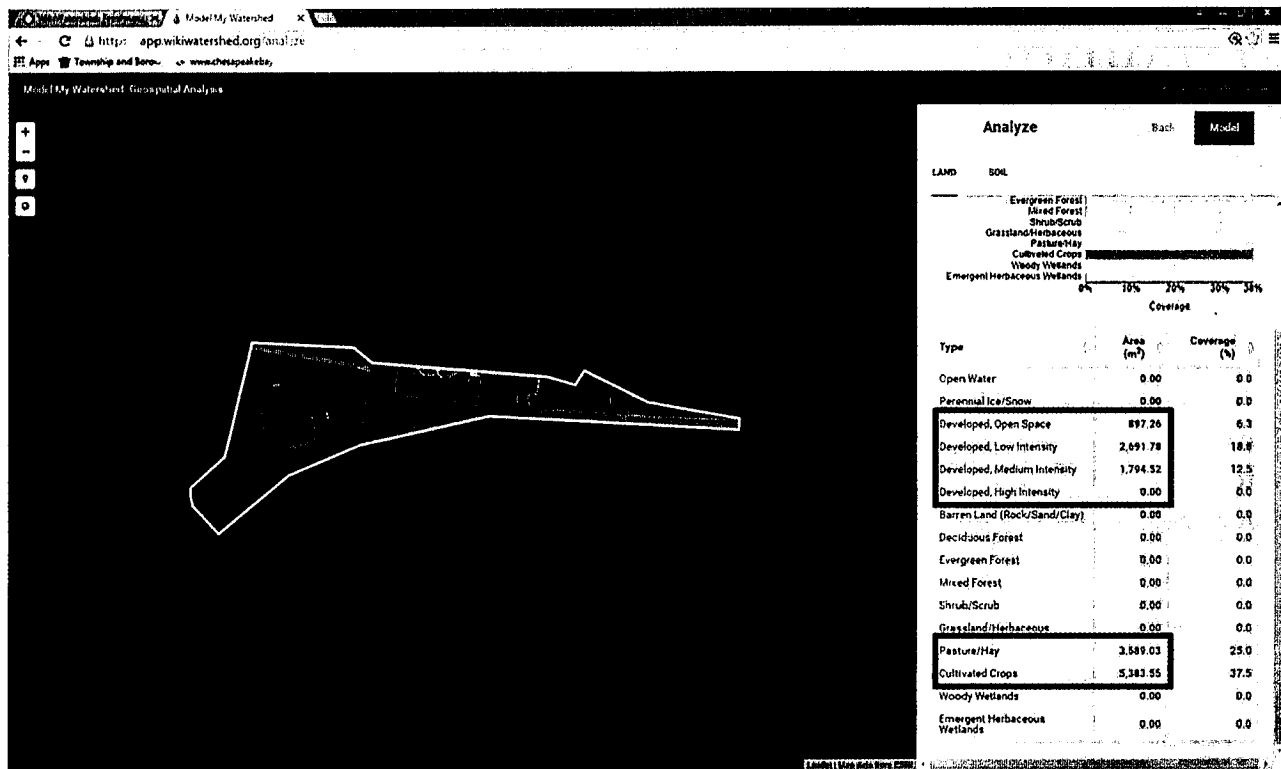 Model My Watershed
app.wikiwatershed.org/analyze
Apps Township and Borou
Model My Watershed Geospatial Analysis
+
-
Analyze Back Model
LAND SOIL
Evergreen Forest
Mixed Forest
Shrub/Scrub
Grassland/Herbaceous
Pasture/Hay
Cultivated Crops
Woody Wetlands
Emergent Herbaceous Wetlands
0% 10% 20% 30% 38%
Coverage
Type Area (m²) Coverage (%)
Open Water 0.00 0.0
Perennial Ice/Snow 0.00 0.0
Developed, Open Space 897.26 6.3
Developed, Low Intensity 2,691.78 18.8
Developed, Medium Intensity 1,794.52 12.5
Developed, High Intensity 0.00 0.0
Barren Land (Rock/Sand/Clay) 0.00 0.0
Deciduous Forest 0.00 0.0
Evergreen Forest 0.00 0.0
Mixed Forest 0.00 0.0
Shrub/Scrub 0.00 0.0
Grassland/Herbaceous 0.00 0.0
Pasture/Hay 3,589.03 25.0
Cultivated Crops 5,383.55 37.5
Woody Wetlands 0.00 0.0
Emergent Herbaceous
Wetlands 0.00 0.0